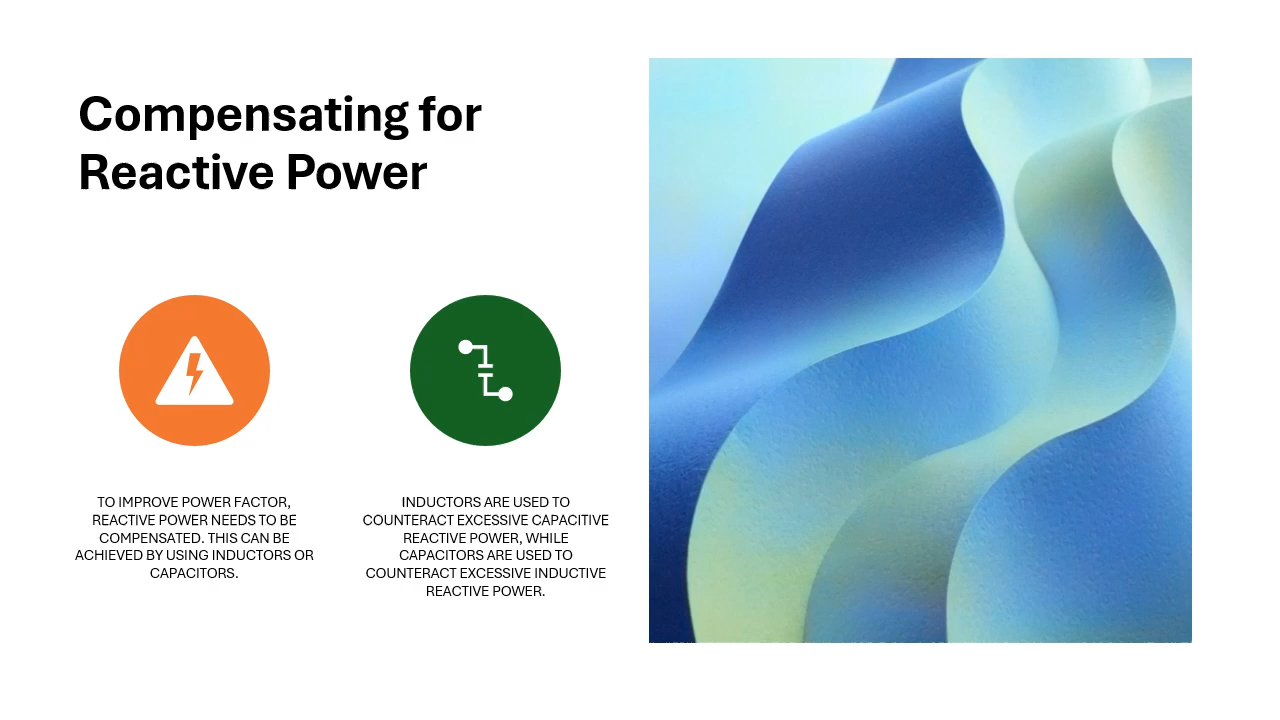 Compensating for
Reactive Power
TO IMPROVE POWER FACTOR,
REACTIVE POWER NEEDS TO BE
COMPENSATED. THIS CAN BE
ACHIEVED BY USING INDUCTORS OR
CAPACITORS.
INDUCTORS ARE USED TO
COUNTERACT EXCESSIVE CAPACITIVE
REACTIVE POWER, WHILE
CAPACITORS ARE USED TO
COUNTERACT EXCESSIVE INDUCTIVE
REACTIVE POWER.